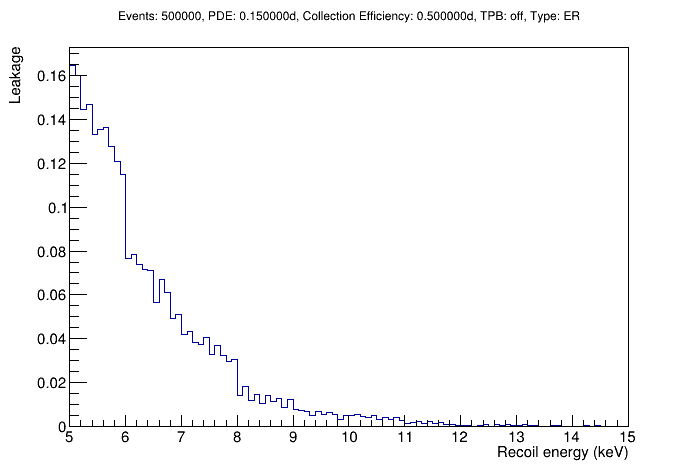 Events: 500000, PDE: 0.150000d, Collection Efficiency: 0.500000d, TPB: off, Type: ER
Leakage
0.16
0.14
0.12
0.1
0.08
0.06
0.04
0.02
0
5 6 7 8 9 10 11 12 13 14 15
Recoil energy (keV)